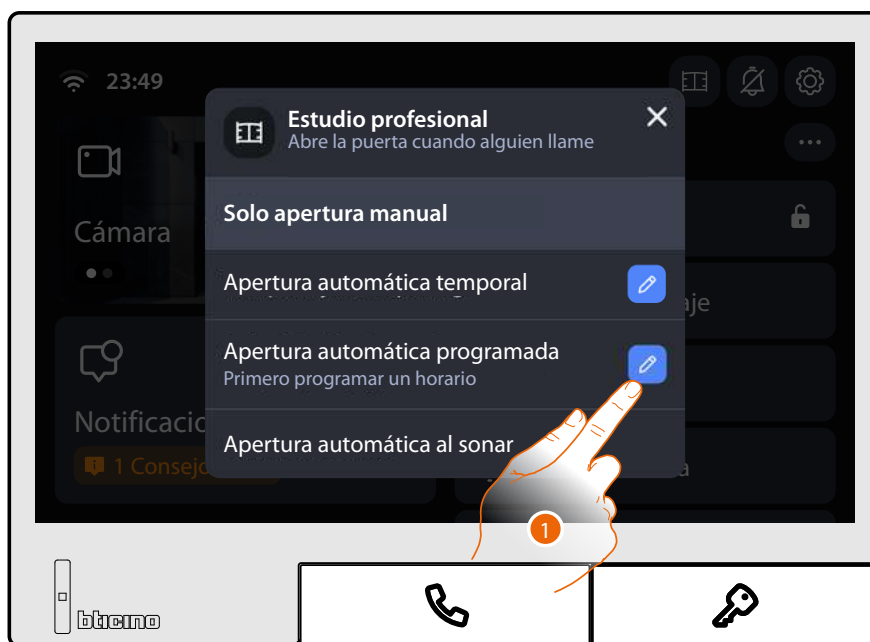 23:49
Estudio profesional
Abre la puerta cuando alguien llame
Solo apertura manual
Cámara
Apertura automática temporal
aje
Apertura automática programada
Primero programar un horario
Notificacio
Apertura automática al sonar
1 Consejo
a
1
bticino